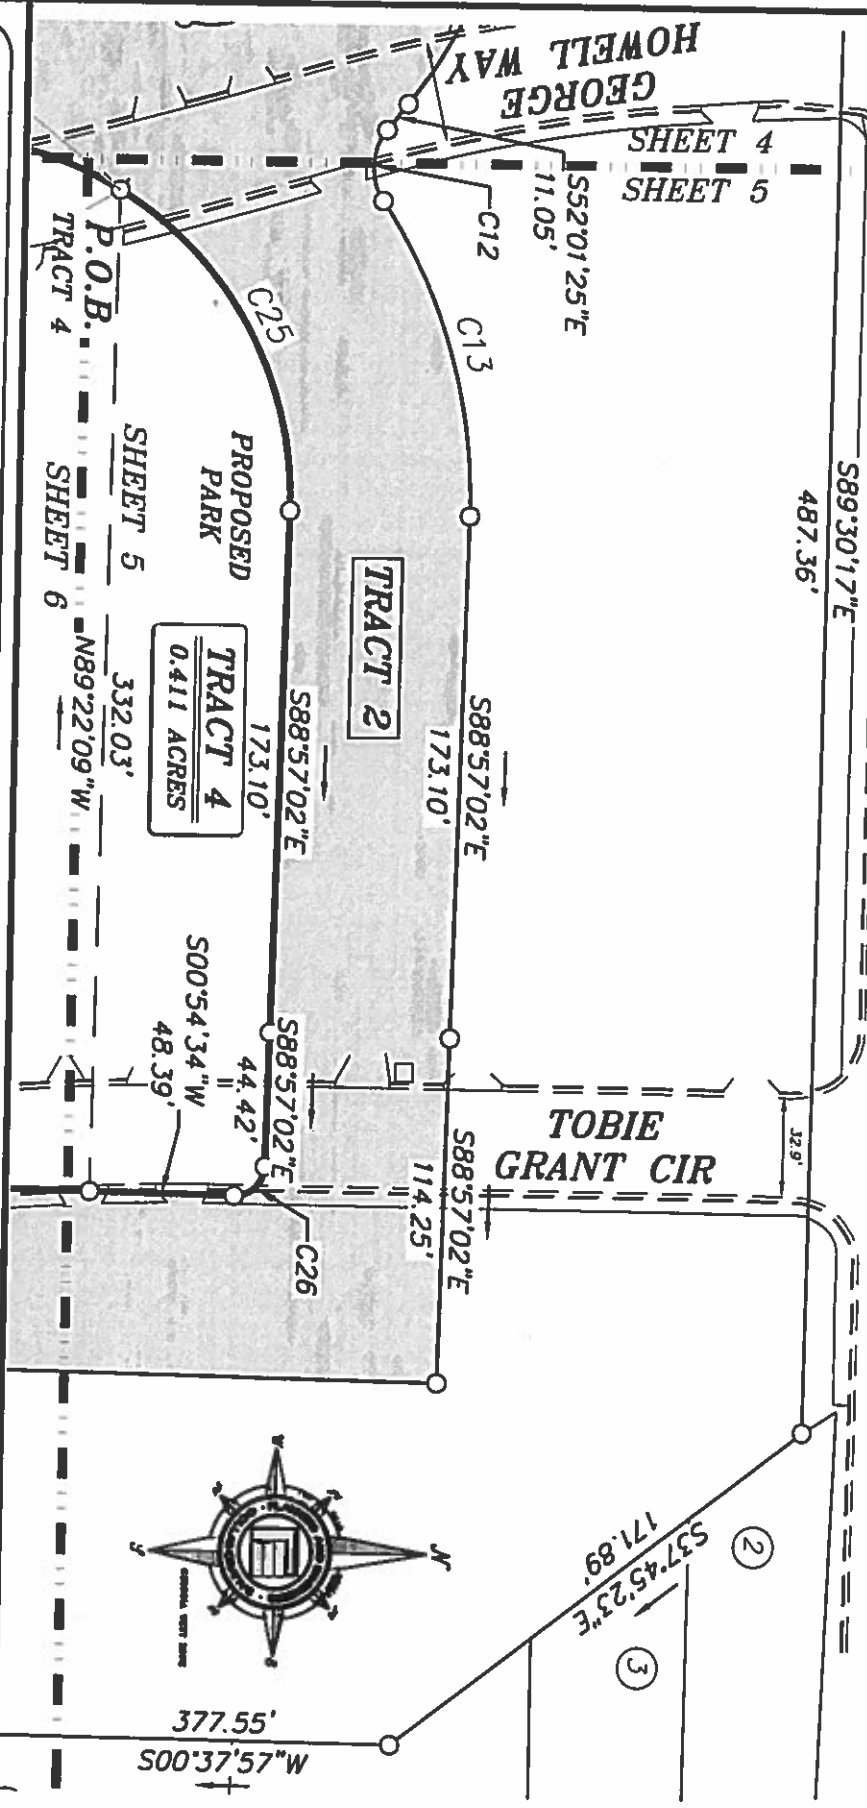 GEORGE
HOWELL WAY
SHEET 4
SHEET 5
S89°30'17"E
487.36'
S52°01'25"E
11.05'
C12
C13
C25
P.O.B.
TRACT 4
SHEET 5
SHEET 6
PROPOSED
PARK
TRACT 2
TRACT 4
0.411 ACRES
S88°57'02"E
173.10'
S88°57'02"E
173.10'
332.03'
N89°22'09"W
S00°54'34"W
48.39'
S88°57'02"E
44.42'
TOBIE
GRANT CIR
32.9'
S88°57'02"E
114.25'
C26
2
3
S37°45'23"E
171.89'
N
W
S
377.55'
S00°37'57"W